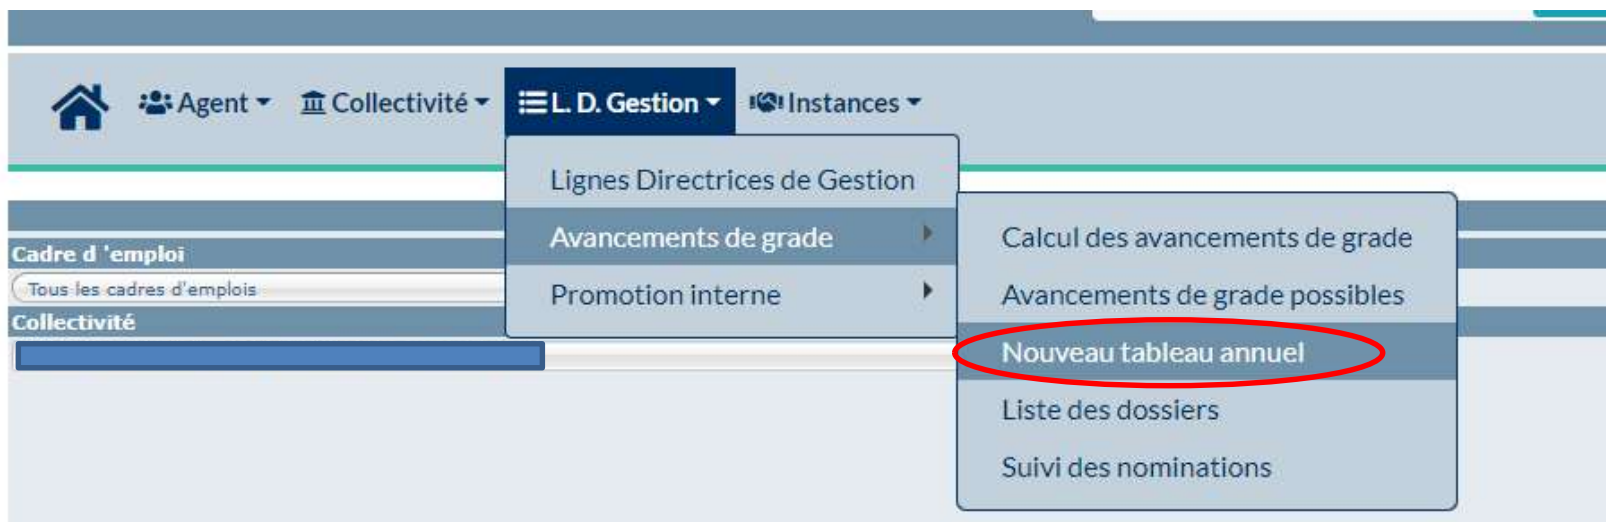 Agent Collectivité L. D. Gestion Instances
Lignes Directrices de Gestion
Avancements de grade
Promotion interne
Calcul des avancements de grade
Avancements de grade possibles
Nouveau tableau annuel
Liste des dossiers
Suivi des nominations
Cadre d 'emploi
Tous les cadres d'emplois
Collectivité